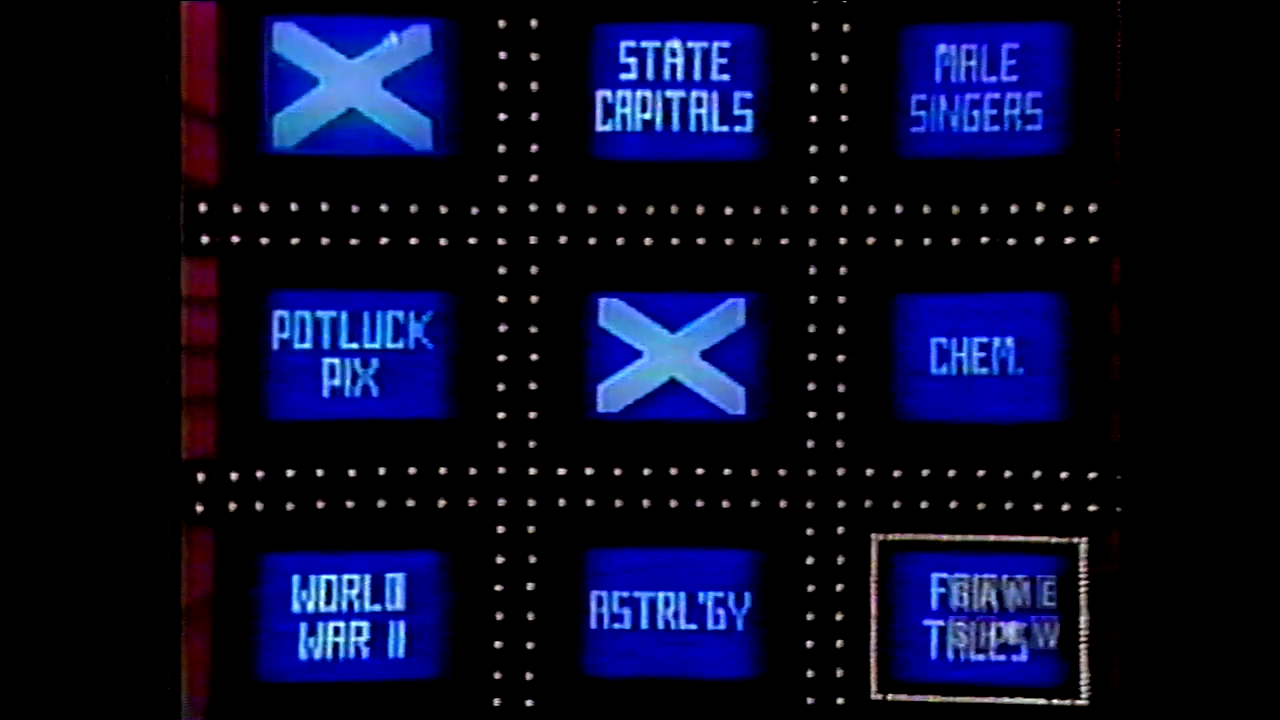 X
STATE
CAPITALS
MALE
SINGERS
POTLUCK
PIX
X
CHEM.
WORLD
WAR II
ASTRL'GY